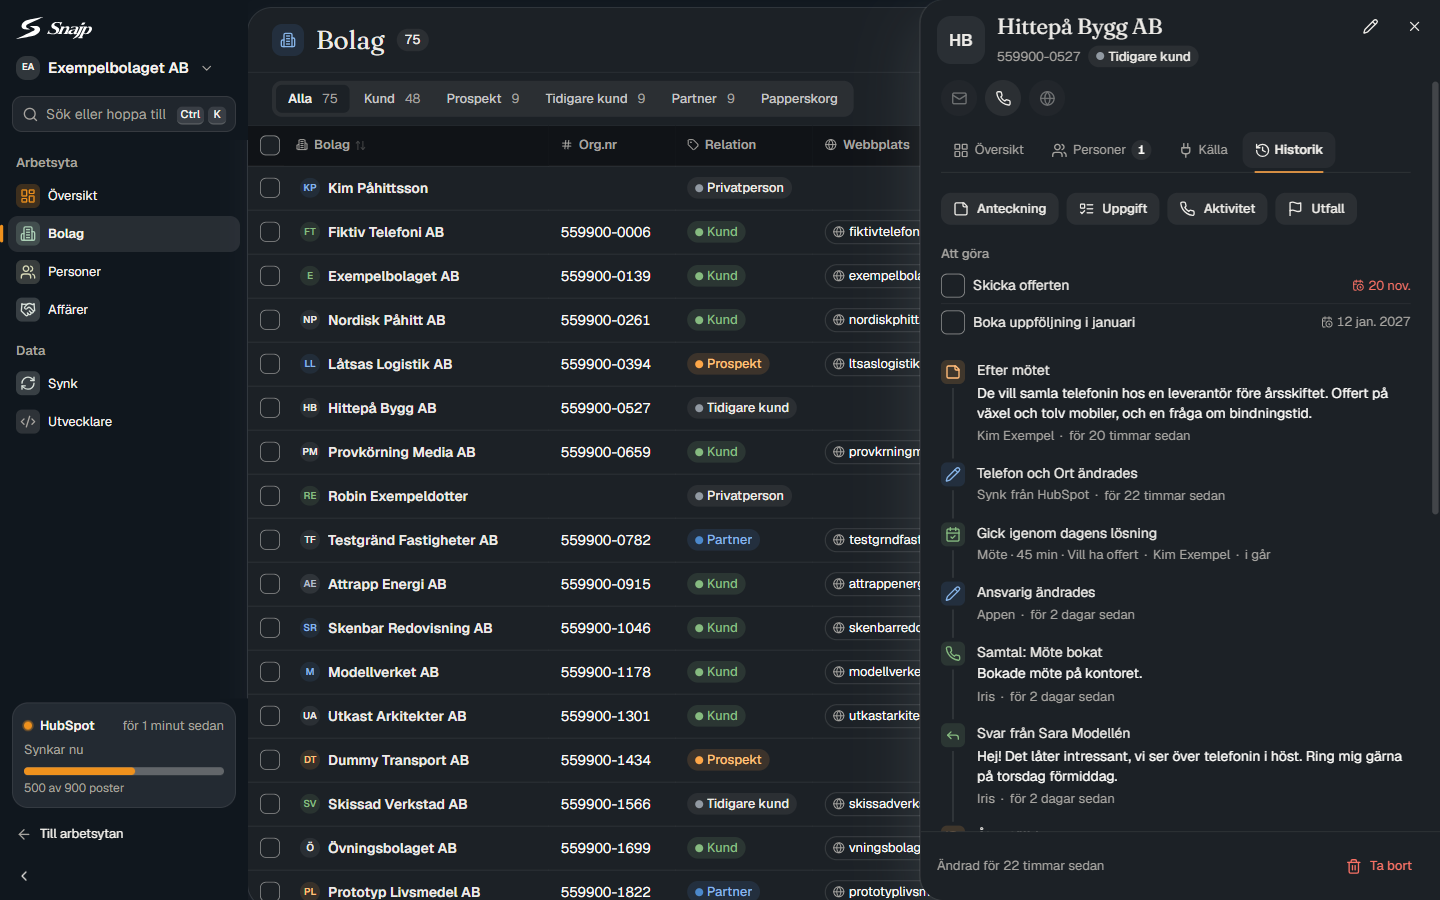 Snajp
EA Exempelbolaget AB
Sök eller hoppa till Ctrl K
Arbetsyta
Översikt
Bolag
Personer
Affärer
Data
Synk
Utvecklare
HubSpot för 1 minut sedan
Synkar nu
500 av 900 poster
Till arbetsytan
Bolag 75
Alla 75 Kund 48 Prospekt 9 Tidigare kund 9 Partner 9 Papperskorg
Bolag Org.nr Relation Webbplats
KP Kim Påhittsson Privatperson
FT Fiktiv Telefoni AB 559900-0006 Kund fiktivtelefon
E Exempelbolaget AB 559900-0139 Kund exempelbola
NP Nordisk Påhitt AB 559900-0261 Kund nordiskphitt
LL Låtsas Logistik AB 559900-0394 Prospekt ltsaslogistik
HB Hittepå Bygg AB 559900-0527 Tidigare kund
PM Provkörning Media AB 559900-0659 Kund provkrningm
RE Robin Exempeldotter Privatperson
TF Testgränd Fastigheter AB 559900-0782 Partner testgrndfast
AE Attrapp Energi AB 559900-0915 Kund attrappenerg
SR Skenbar Redovisning AB 559900-1046 Kund skenbarredo
M Modellverket AB 559900-1178 Kund modellverke
UA Utkast Arkitekter AB 559900-1301 Kund utkastarkite
DT Dummy Transport AB 559900-1434 Prospekt
SV Skissad Verkstad AB 559900-1566 Tidigare kund skissadverk
Ö Övningsbolaget AB 559900-1699 Kund vningsbolag
PL Prototyp Livsmedel AB 559900-1822 Partner prototyplivsm
HB Hittepå Bygg AB
559900-0527 Tidigare kund
Översikt Personer 1 Källa Historik
Anteckning Uppgift Aktivitet Utfall
Att göra
Skicka offerten 20 nov.
Boka uppföljning i januari 12 jan. 2027
Efter mötet
De vill samla telefonin hos en leverantör före årsskiftet. Offert på
växel och tolv mobiler, och en fråga om bindningstid.
Kim Exempel · för 20 timmar sedan
Telefon och Ort ändrades
Synk från HubSpot · för 22 timmar sedan
Gick igenom dagens lösning
Möte · 45 min · Vill ha offert · Kim Exempel · i går
Ansvarig ändrades
Appen · för 2 dagar sedan
Samtal: Möte bokat
Bokade möte på kontoret.
Iris · för 2 dagar sedan
Svar från Sara Modellén
Hej! Det låter intressant, vi ser över telefonin i höst. Ring mig gärna
på torsdag förmiddag.
Iris · för 2 dagar sedan
Ändrad för 22 timmar sedan Ta bort